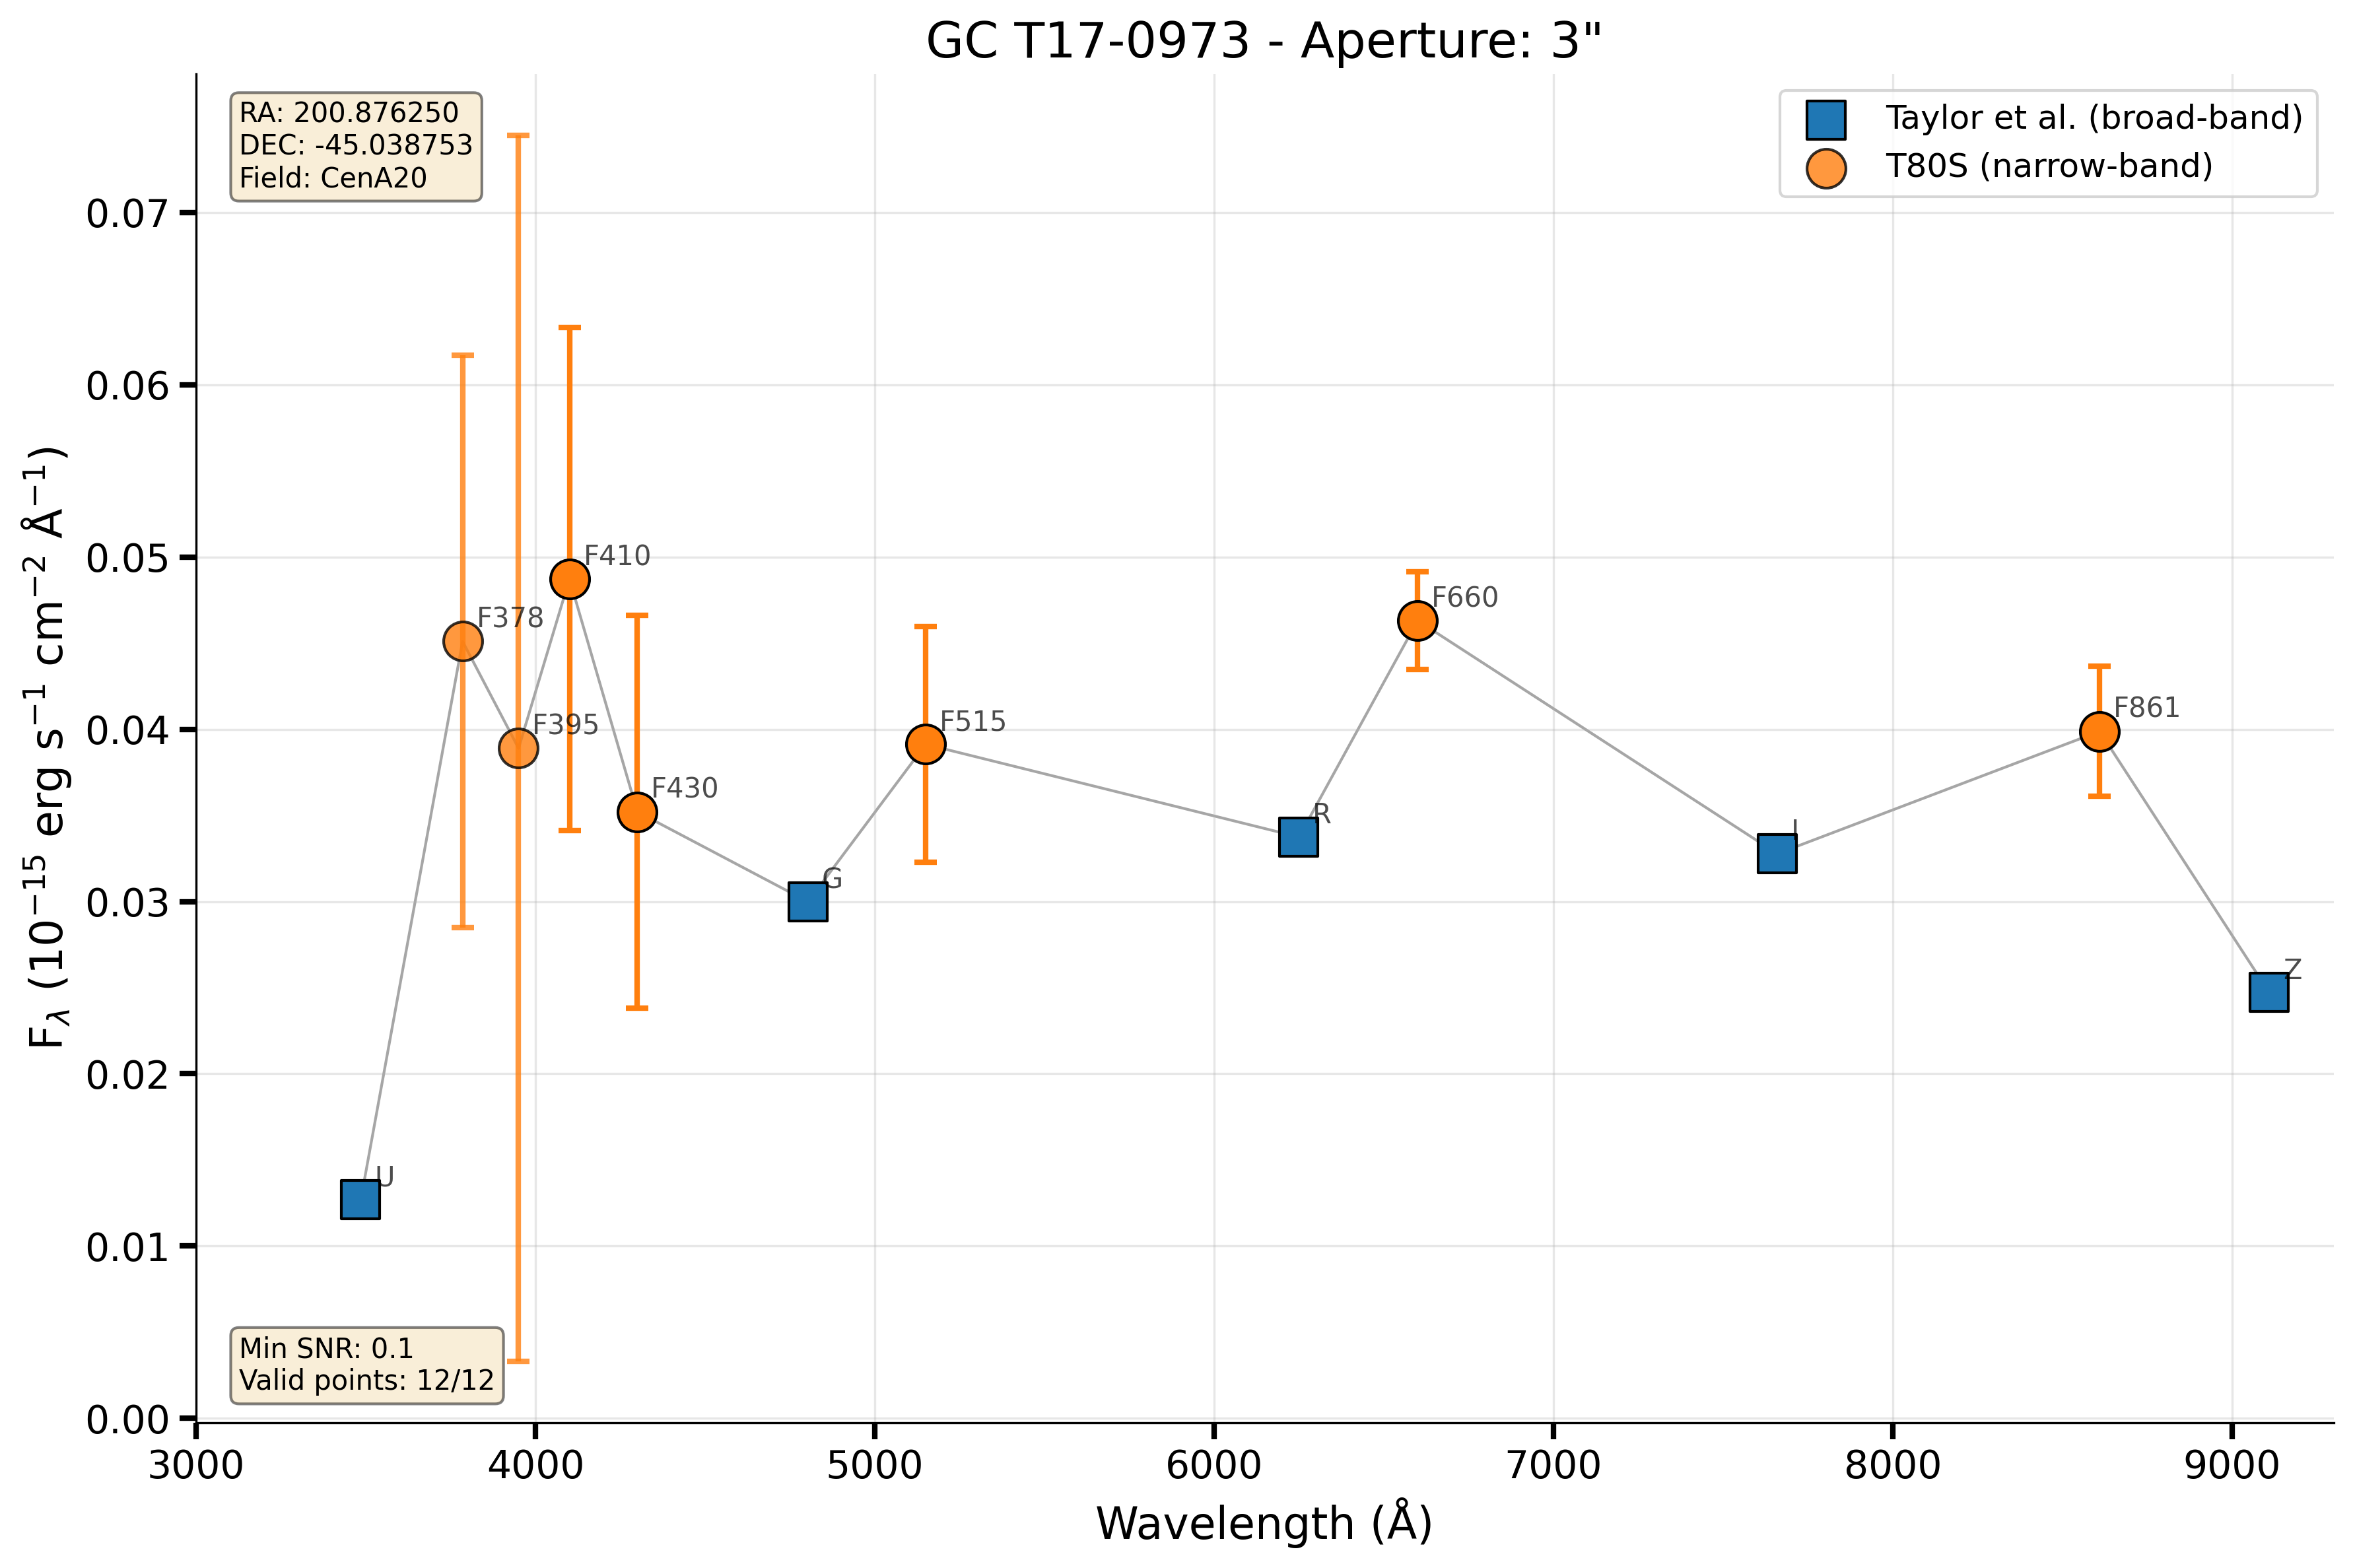 GC T17-0973 - Aperture: 3"
RA: 200.876250
DEC: -45.038753
Field: CenA20
Taylor et al. (broad-band)
T80S (narrow-band)
F_λ (10⁻¹⁵ erg s⁻¹ cm⁻² Å⁻¹)
0.07
0.06
0.05
0.04
0.03
0.02
0.01
0.00
F410
F378
F660
F395
F515
F861
F430
R
I
G
Z
U
Min SNR: 0.1
Valid points: 12/12
3000
4000
5000
6000
7000
8000
9000
Wavelength (Å)